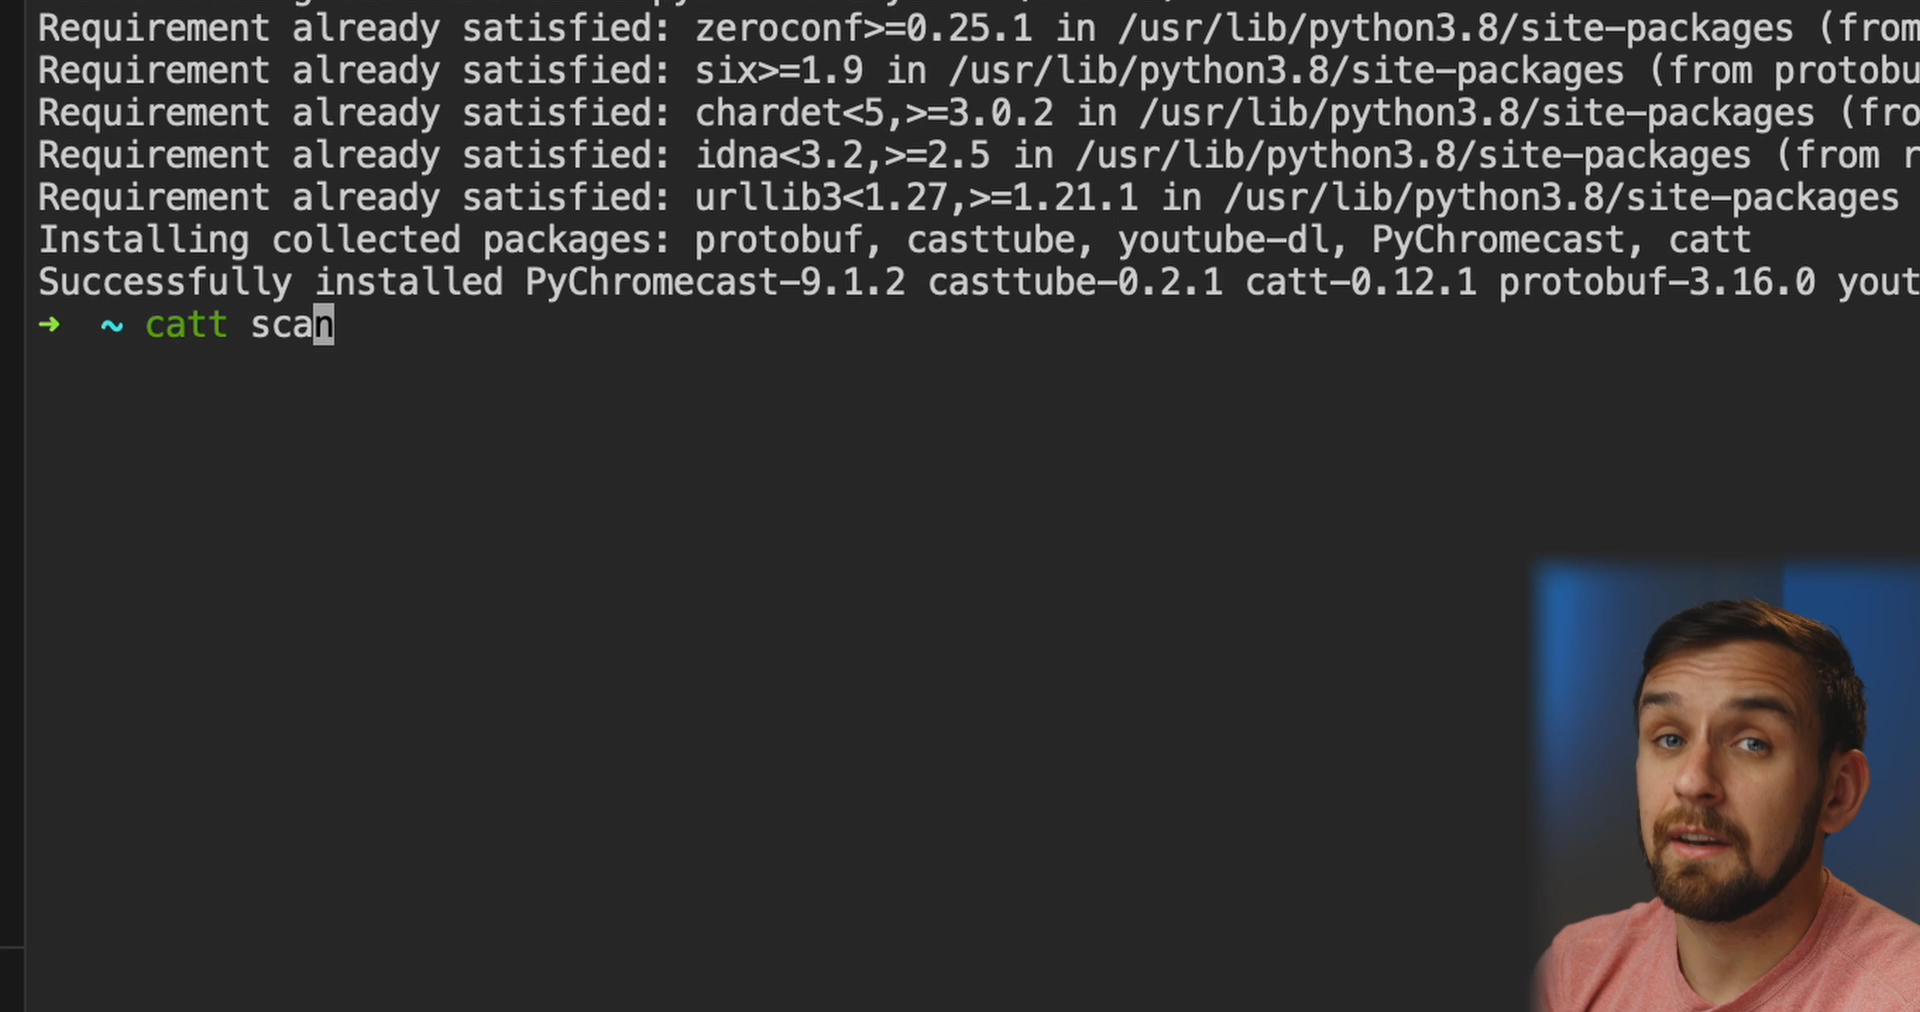 Requirement already satisfied: zeroconf>=0.25.1 in /usr/lib/python3.8/site-packages (from
Requirement already satisfied: six>=1.9 in /usr/lib/python3.8/site-packages (from protobu
Requirement already satisfied: chardet<5,>=3.0.2 in /usr/lib/python3.8/site-packages (fro
Requirement already satisfied: idna<3.2,>=2.5 in /usr/lib/python3.8/site-packages (from r
Requirement already satisfied: urllib3<1.27,>=1.21.1 in /usr/lib/python3.8/site-packages
Installing collected packages: protobuf, casttube, youtube-dl, PyChromecast, catt
Successfully installed PyChromecast-9.1.2 casttube-0.2.1 catt-0.12.1 protobuf-3.16.0 yout
➜ ~ catt scan